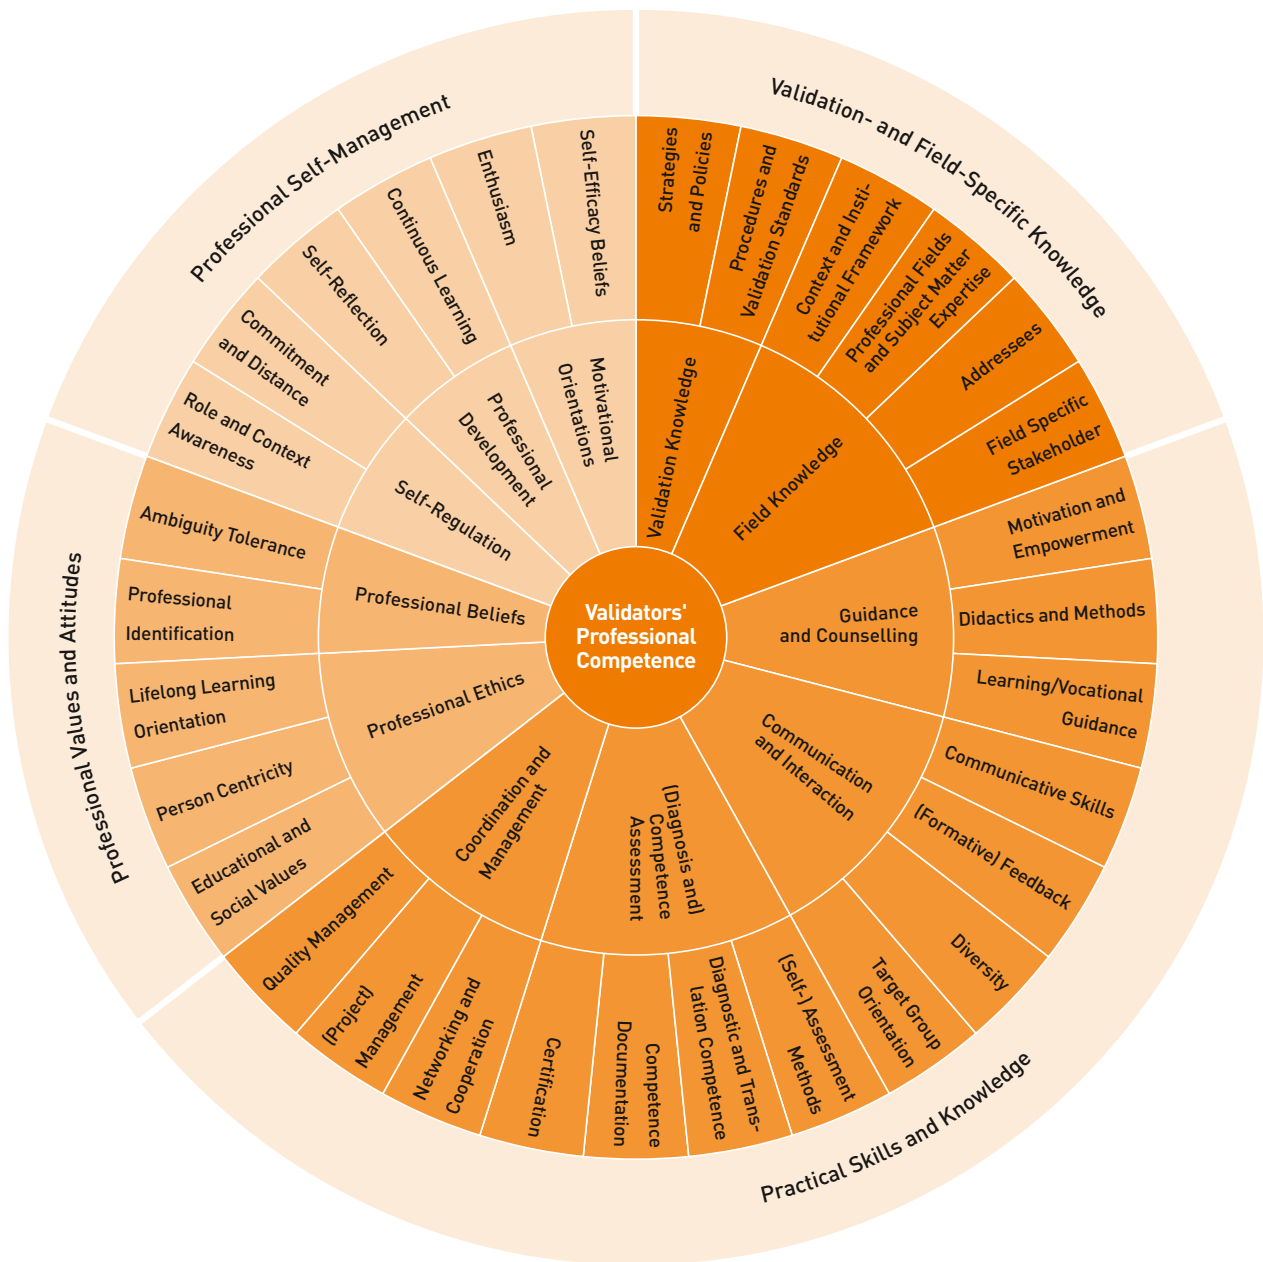 Validators'
Professional
Competence
Validation- and Field-Specific Knowledge
Validation Knowledge
Strategies
and Policies
Procedures and
Validation Standards
Field Knowledge
Context and Insti-
tutional Framework
Professional Fields
and Subject Matter
Expertise
Addressees
Field Specific
Stakeholder
Practical Skills and Knowledge
Guidance
and Counselling
Motivation and
Empowerment
Didactics and Methods
Learning/Vocational
Guidance
Communication
and Interaction
Communicative Skills
(Formative) Feedback
Diversity
Target Group
Orientation
(Diagnosis and)
Competence
Assessment
(Self-) Assessment
Methods
Diagnostic and Trans-
lation Competence
Competence
Documentation
Certification
Coordination and
Management
Networking and
Cooperation
(Project)
Management
Quality Management
Professional Values and Attitudes
Professional Ethics
Educational and
Social Values
Person Centricity
Lifelong Learning
Orientation
Professional Beliefs
Professional
Identification
Ambiguity Tolerance
Professional Self-Management
Self-Regulation
Role and Context
Awareness
Commitment
and Distance
Professional
Development
Self-Reflection
Continuous Learning
Motivational
Orientations
Enthusiasm
Self-Efficacy Beliefs